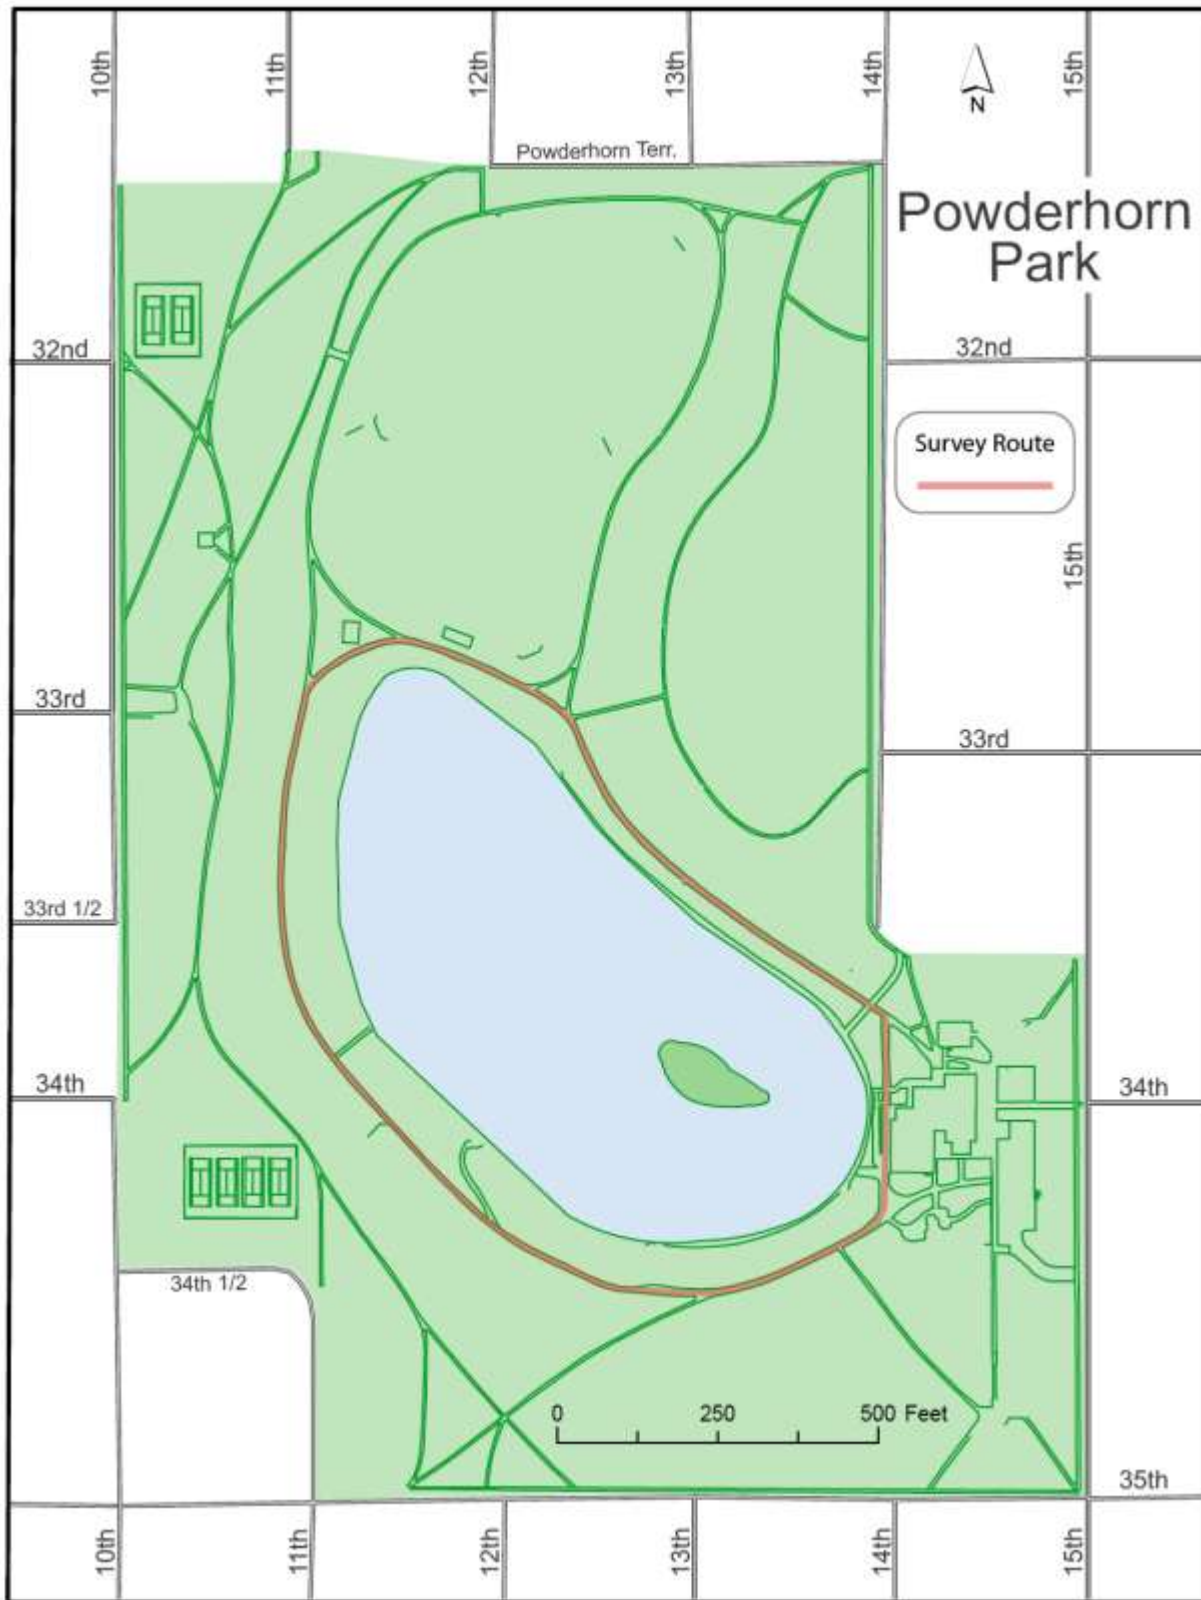 10th
11th
12th
13th
14th
15th
N
Powderhorn Terr.
Powderhorn
Park
32nd
32nd
Survey Route
15th
33rd
33rd
33rd 1/2
34th
34th
34th 1/2
0 250 500 Feet
35th
10th
11th
12th
13th
14th
15th